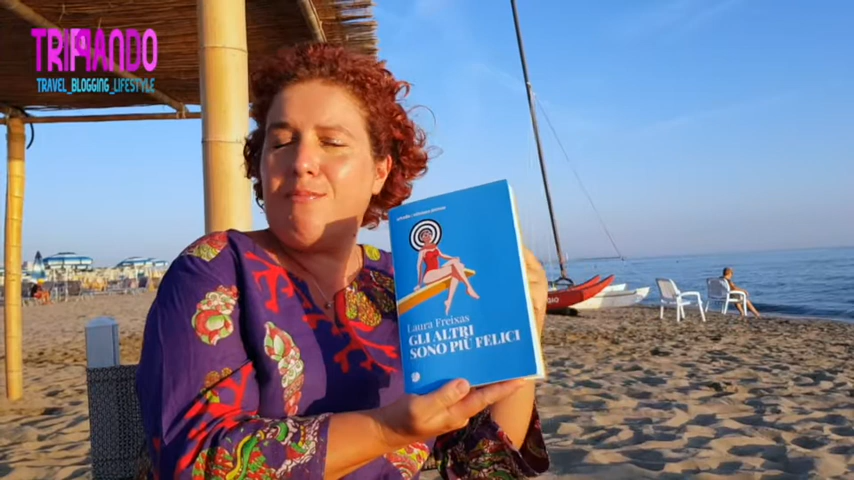 TRIPPANDO
TRAVEL_BLOGGING_LIFESTYLE
Laura Freixas
GLI ALTRI
SONO PIÙ FELICI